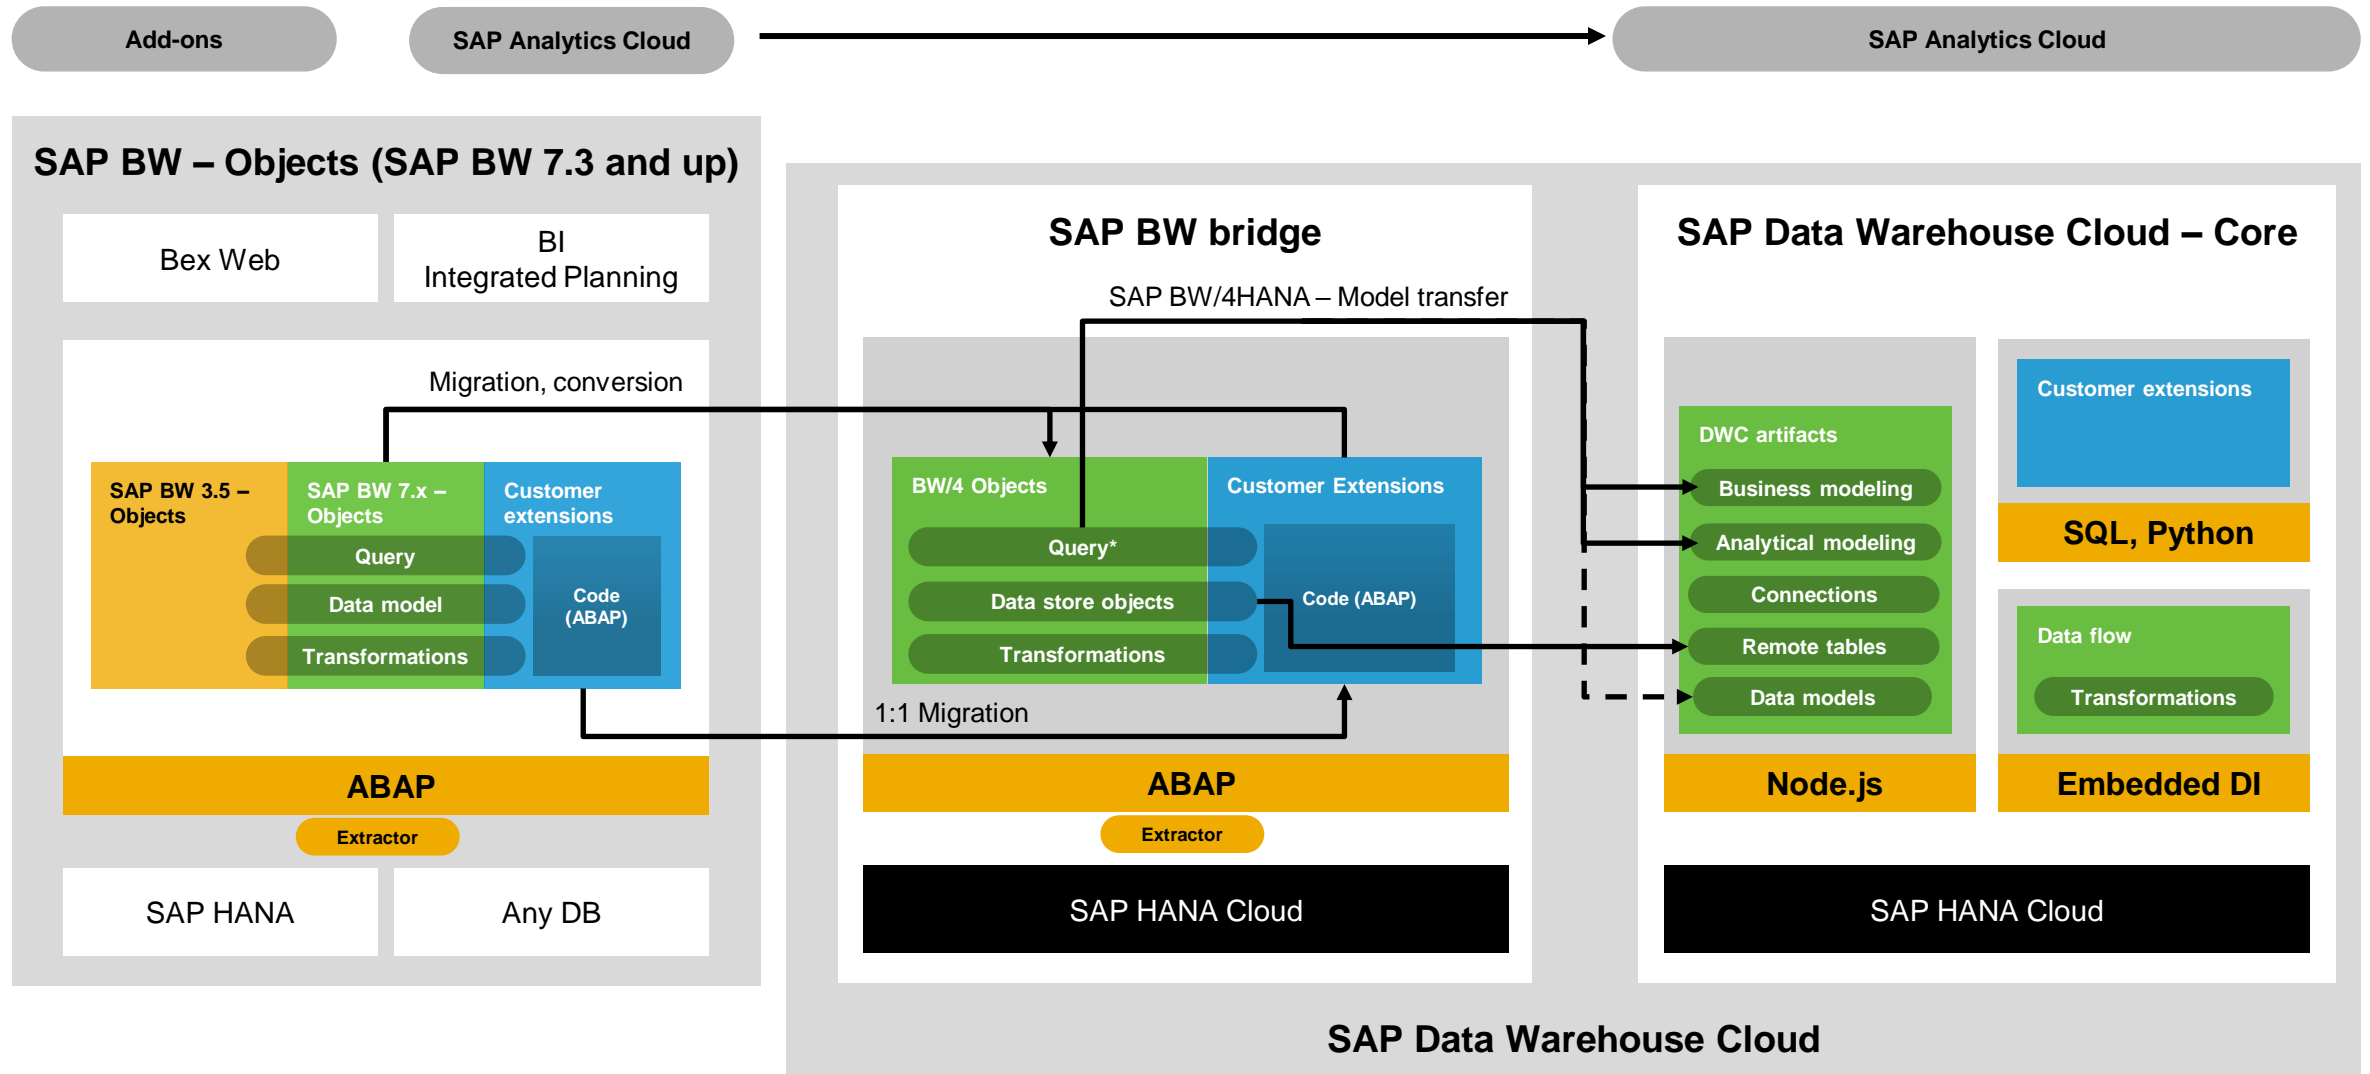 Add-ons
SAP Analytics Cloud
SAP Analytics Cloud
SAP BW – Objects (SAP BW 7.3 and up)
Bex Web
BI
Integrated Planning
Migration, conversion
SAP BW 3.5 –
Objects
SAP BW 7.x –
Objects
Customer
extensions
Query
Data model
Transformations
Code
(ABAP)
ABAP
Extractor
SAP HANA
Any DB
SAP BW bridge
SAP BW/4HANA – Model transfer
BW/4 Objects
Customer Extensions
Query*
Data store objects
Transformations
Code (ABAP)
1:1 Migration
ABAP
Extractor
SAP HANA Cloud
SAP Data Warehouse Cloud – Core
DWC artifacts
Business modeling
Analytical modeling
Connections
Remote tables
Data models
Node.js
Customer extensions
SQL, Python
Data flow
Transformations
Embedded DI
SAP HANA Cloud
SAP Data Warehouse Cloud